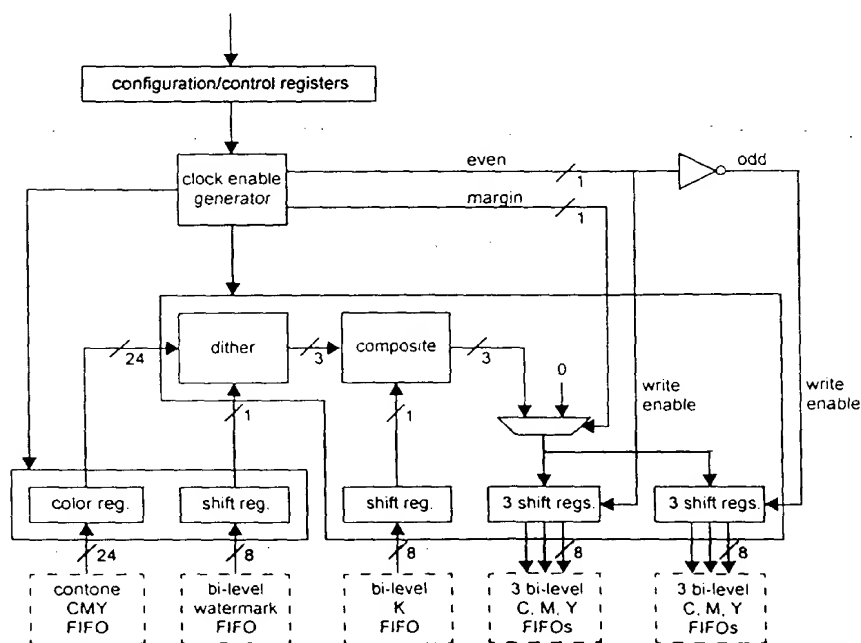 configuration/control registers
clock enable
generator
even
1
odd
margin
1
24
dither
3
composite
3
0
1
1
write
enable
write
enable
color reg.
shift reg.
shift reg.
3 shift regs.
3 shift regs.
24
8
8
8
8
contone
CMY
FIFO
bi-level
watermark
FIFO
bi-level
K
FIFO
3 bi-level
C, M, Y
FIFOs
3 bi-level
C, M, Y
FIFOs